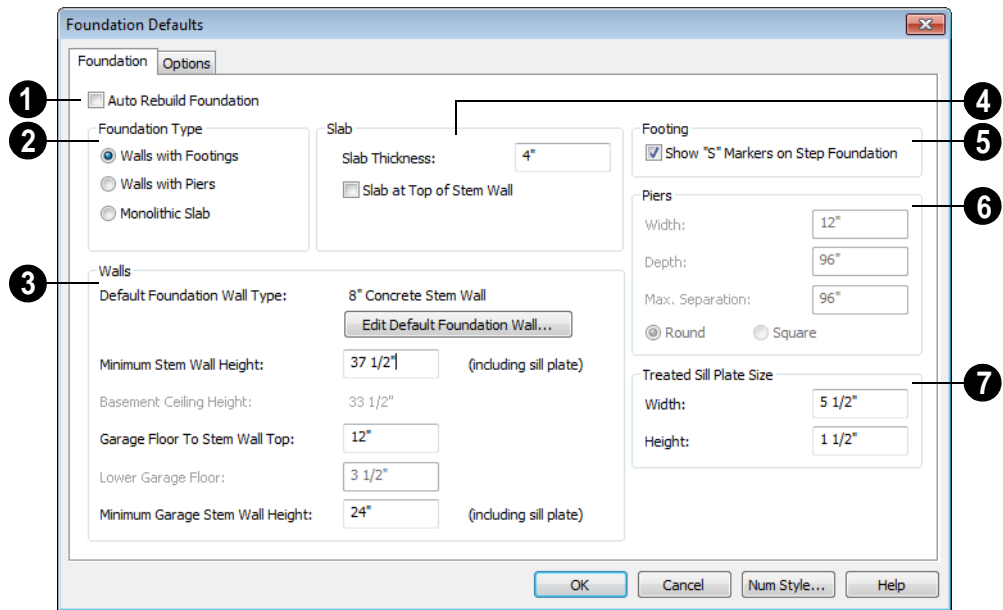 Foundation Defaults
Foundation
Options
1
Auto Rebuild Foundation
2
Foundation Type
Walls with Footings
Walls with Piers
Monolithic Slab
4
Slab
Slab Thickness: 4"
Slab at Top of Stem Wall
5
Footing
Show "S" Markers on Step Foundation
6
Piers
Width: 12"
Depth: 96"
Max. Separation: 96"
Round Square
3
Walls
Default Foundation Wall Type: 8" Concrete Stem Wall
Edit Default Foundation Wall...
Minimum Stem Wall Height: 37 1/2" (including sill plate)
Basement Ceiling Height: 33 1/2"
Garage Floor To Stem Wall Top: 12"
Lower Garage Floor: 3 1/2"
Minimum Garage Stem Wall Height: 24" (including sill plate)
7
Treated Sill Plate Size
Width: 5 1/2"
Height: 1 1/2"
OK
Cancel
Num Style...
Help